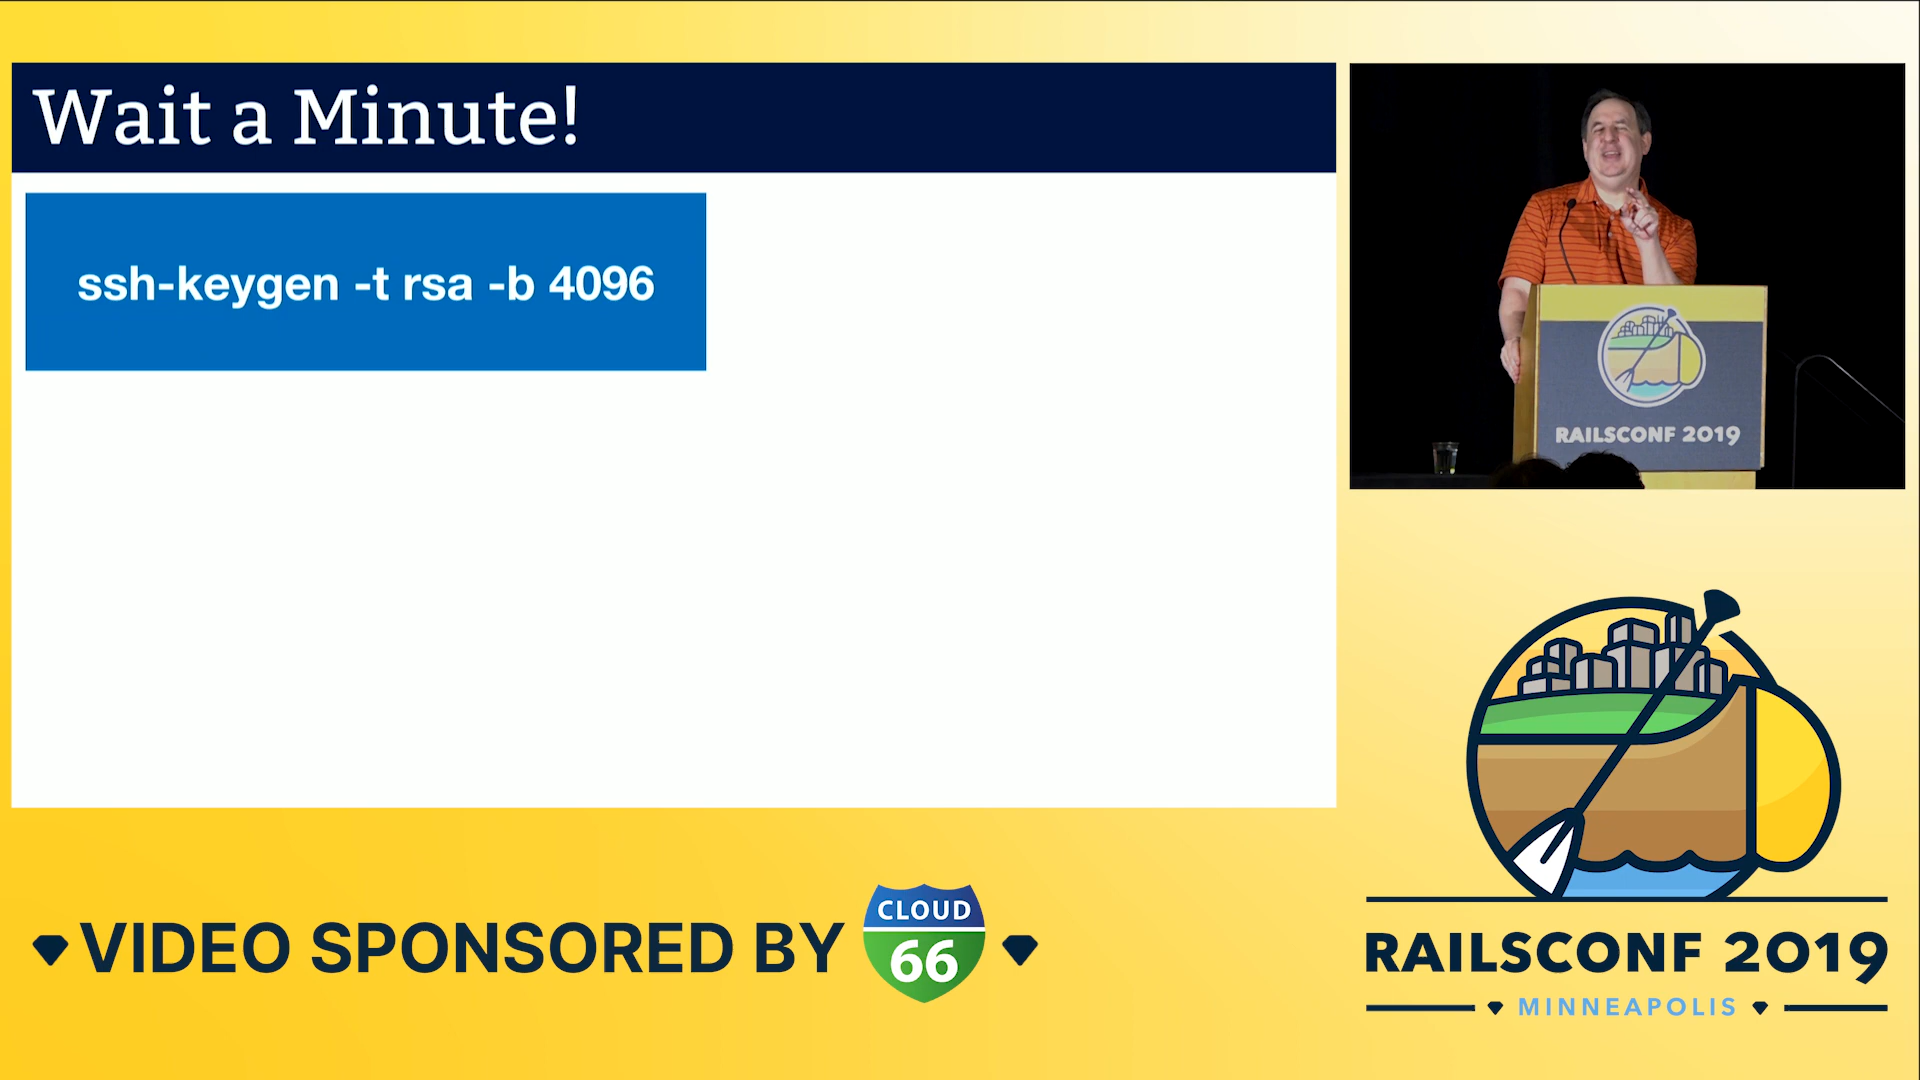 Wait a Minute!
ssh-keygen -t rsa -b 4096
RAILSCONF 2019
VIDEO SPONSORED BY
CLOUD
66
RAILSCONF 2019
MINNEAPOLIS